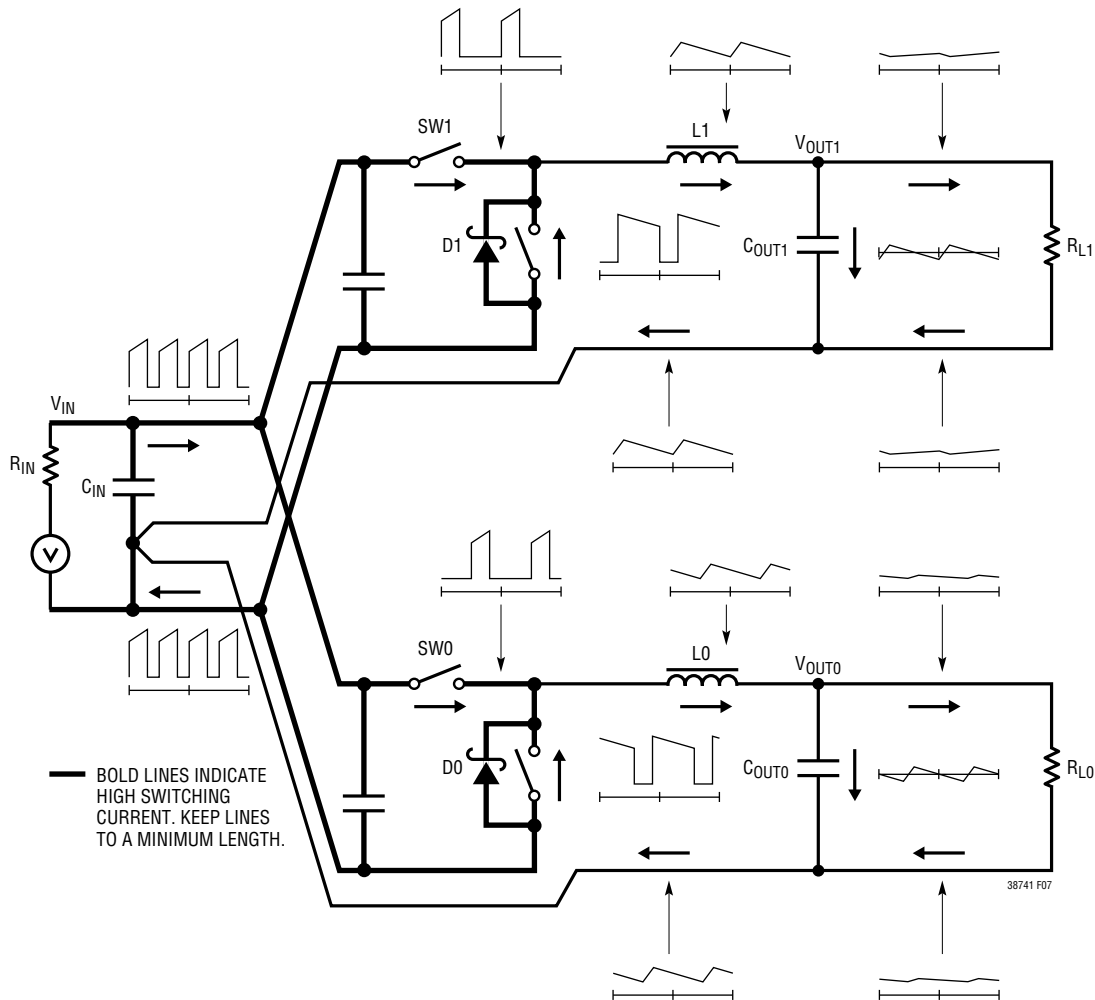 SW1
L1
VOUT1
D1
COUT1
RL1
VIN
RIN
CIN
V
SW0
L0
VOUT0
D0
COUT0
RL0
BOLD LINES INDICATE
HIGH SWITCHING
CURRENT. KEEP LINES
TO A MINIMUM LENGTH.
38741 F07